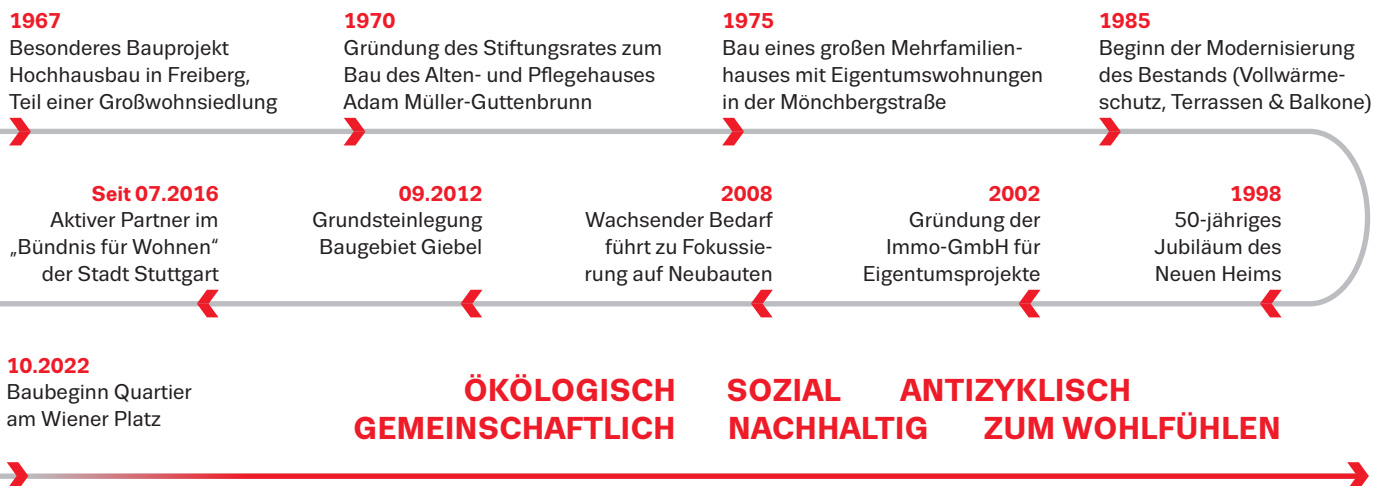 1967
Besonderes Bauprojekt
Hochhausbau in Freiberg,
Teil einer Großwohnsiedlung
1970
Gründung des Stiftungsrates zum
Bau des Alten- und Pflegehauses
Adam Müller-Guttenbrunn
1975
Bau eines großen Mehrfamilien-
hauses mit Eigentumswohnungen
in der Mönchbergstraße
1985
Beginn der Modernisierung
des Bestands (Vollwärme-
schutz, Terrassen & Balkone)
1998
50-jähriges
Jubiläum des
Neuen Heims
2002
Gründung der
Immo-GmbH für
Eigentumsprojekte
2008
Wachsender Bedarf
führt zu Fokussie-
rung auf Neubauten
09.2012
Grundsteinlegung
Baugebiet Giebel
Seit 07.2016
Aktiver Partner im
„Bündnis für Wohnen“
der Stadt Stuttgart
10.2022
Baubeginn Quartier
am Wiener Platz
ÖKOLOGISCH SOZIAL ANTIZYKLISCH
GEMEINSCHAFTLICH NACHHALTIG ZUM WOHLFÜHLEN